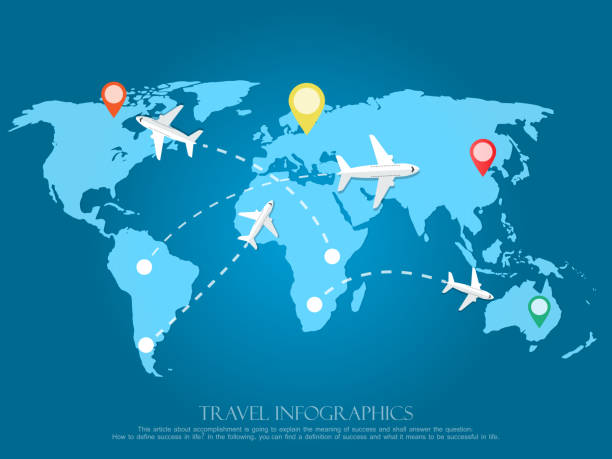 TRAVEL INFOGRAPHICS
This article about accomplishment is going to explain the meaning of success and shall answer the question:
How to define success in life? In the following, you can find a definition of success and what it means to be successful in life.